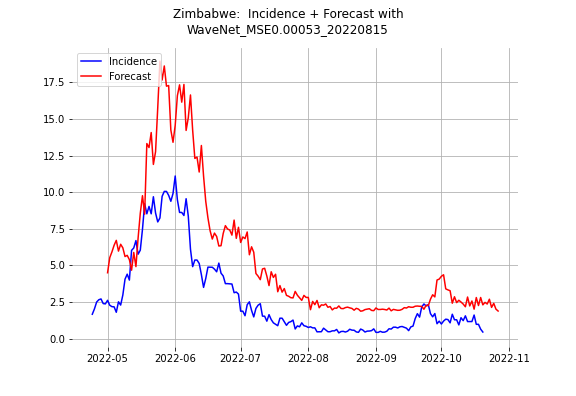 Zimbabwe:  Incidence + Forecast with
WaveNet_MSE0.00053_20220815
Incidence
Forecast
17.5
15.0
12.5
10.0
7.5
5.0
2.5
0.0
2022-05 2022-06 2022-07 2022-08 2022-09 2022-10 2022-11